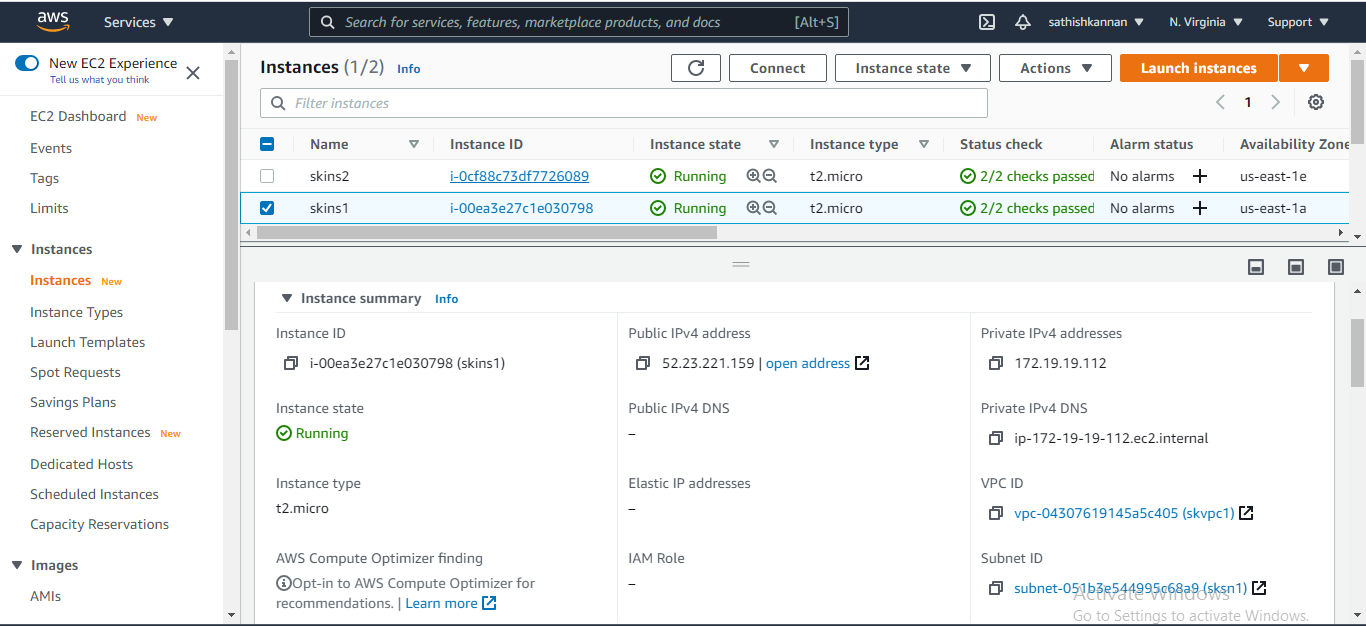 aws Services Search for services, features, marketplace products, and docs [Alt+S] sathishkannan N. Virginia Support
New EC2 Experience
Tell us what you think
EC2 Dashboard New
Events
Tags
Limits
Instances
Instances New
Instance Types
Launch Templates
Spot Requests
Savings Plans
Reserved Instances New
Dedicated Hosts
Scheduled Instances
Capacity Reservations
Images
AMIs
Instances (1/2) Info Connect Instance state Actions Launch instances
Filter instances 1
Name Instance ID Instance state Instance type Status check Alarm status Availability Zone
skins2 i-0cf88c73df7726089 Running t2.micro 2/2 checks passed No alarms us-east-1e
skins1 i-00ea3e27c1e030798 Running t2.micro 2/2 checks passed No alarms us-east-1a
Instance summary Info
Instance ID Public IPv4 address Private IPv4 addresses
i-00ea3e27c1e030798 (skins1) 52.23.221.159 | open address 172.19.19.112
Instance state Public IPv4 DNS Private IPv4 DNS
Running – ip-172-19-19-112.ec2.internal
Instance type Elastic IP addresses VPC ID
t2.micro – vpc-04307619145a5c405 (skvpc1)
AWS Compute Optimizer finding IAM Role Subnet ID
Opt-in to AWS Compute Optimizer for – subnet-051b3e544995c68a9 (sksn1)
recommendations. | Learn more
Activate Windows
Go to Settings to activate Windows.